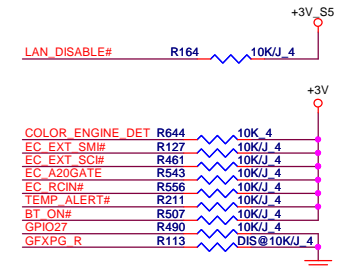 +3V_S5
LAN_DISABLE# R164 10K/J_4
+3V
COLOR_ENGINE_DET R644 10K_4
EC_EXT_SMI# R127 10K/J_4
EC_EXT_SCI# R461 10K/J_4
EC_A20GATE R543 10K/J_4
EC_RCIN# R556 10K/J_4
TEMP_ALERT# R211 10K/J_4
BT_ON# R507 10K/J_4
GPIO27 R490 10K/J_4
GFXPG_R R113 DIS@10K/J_4